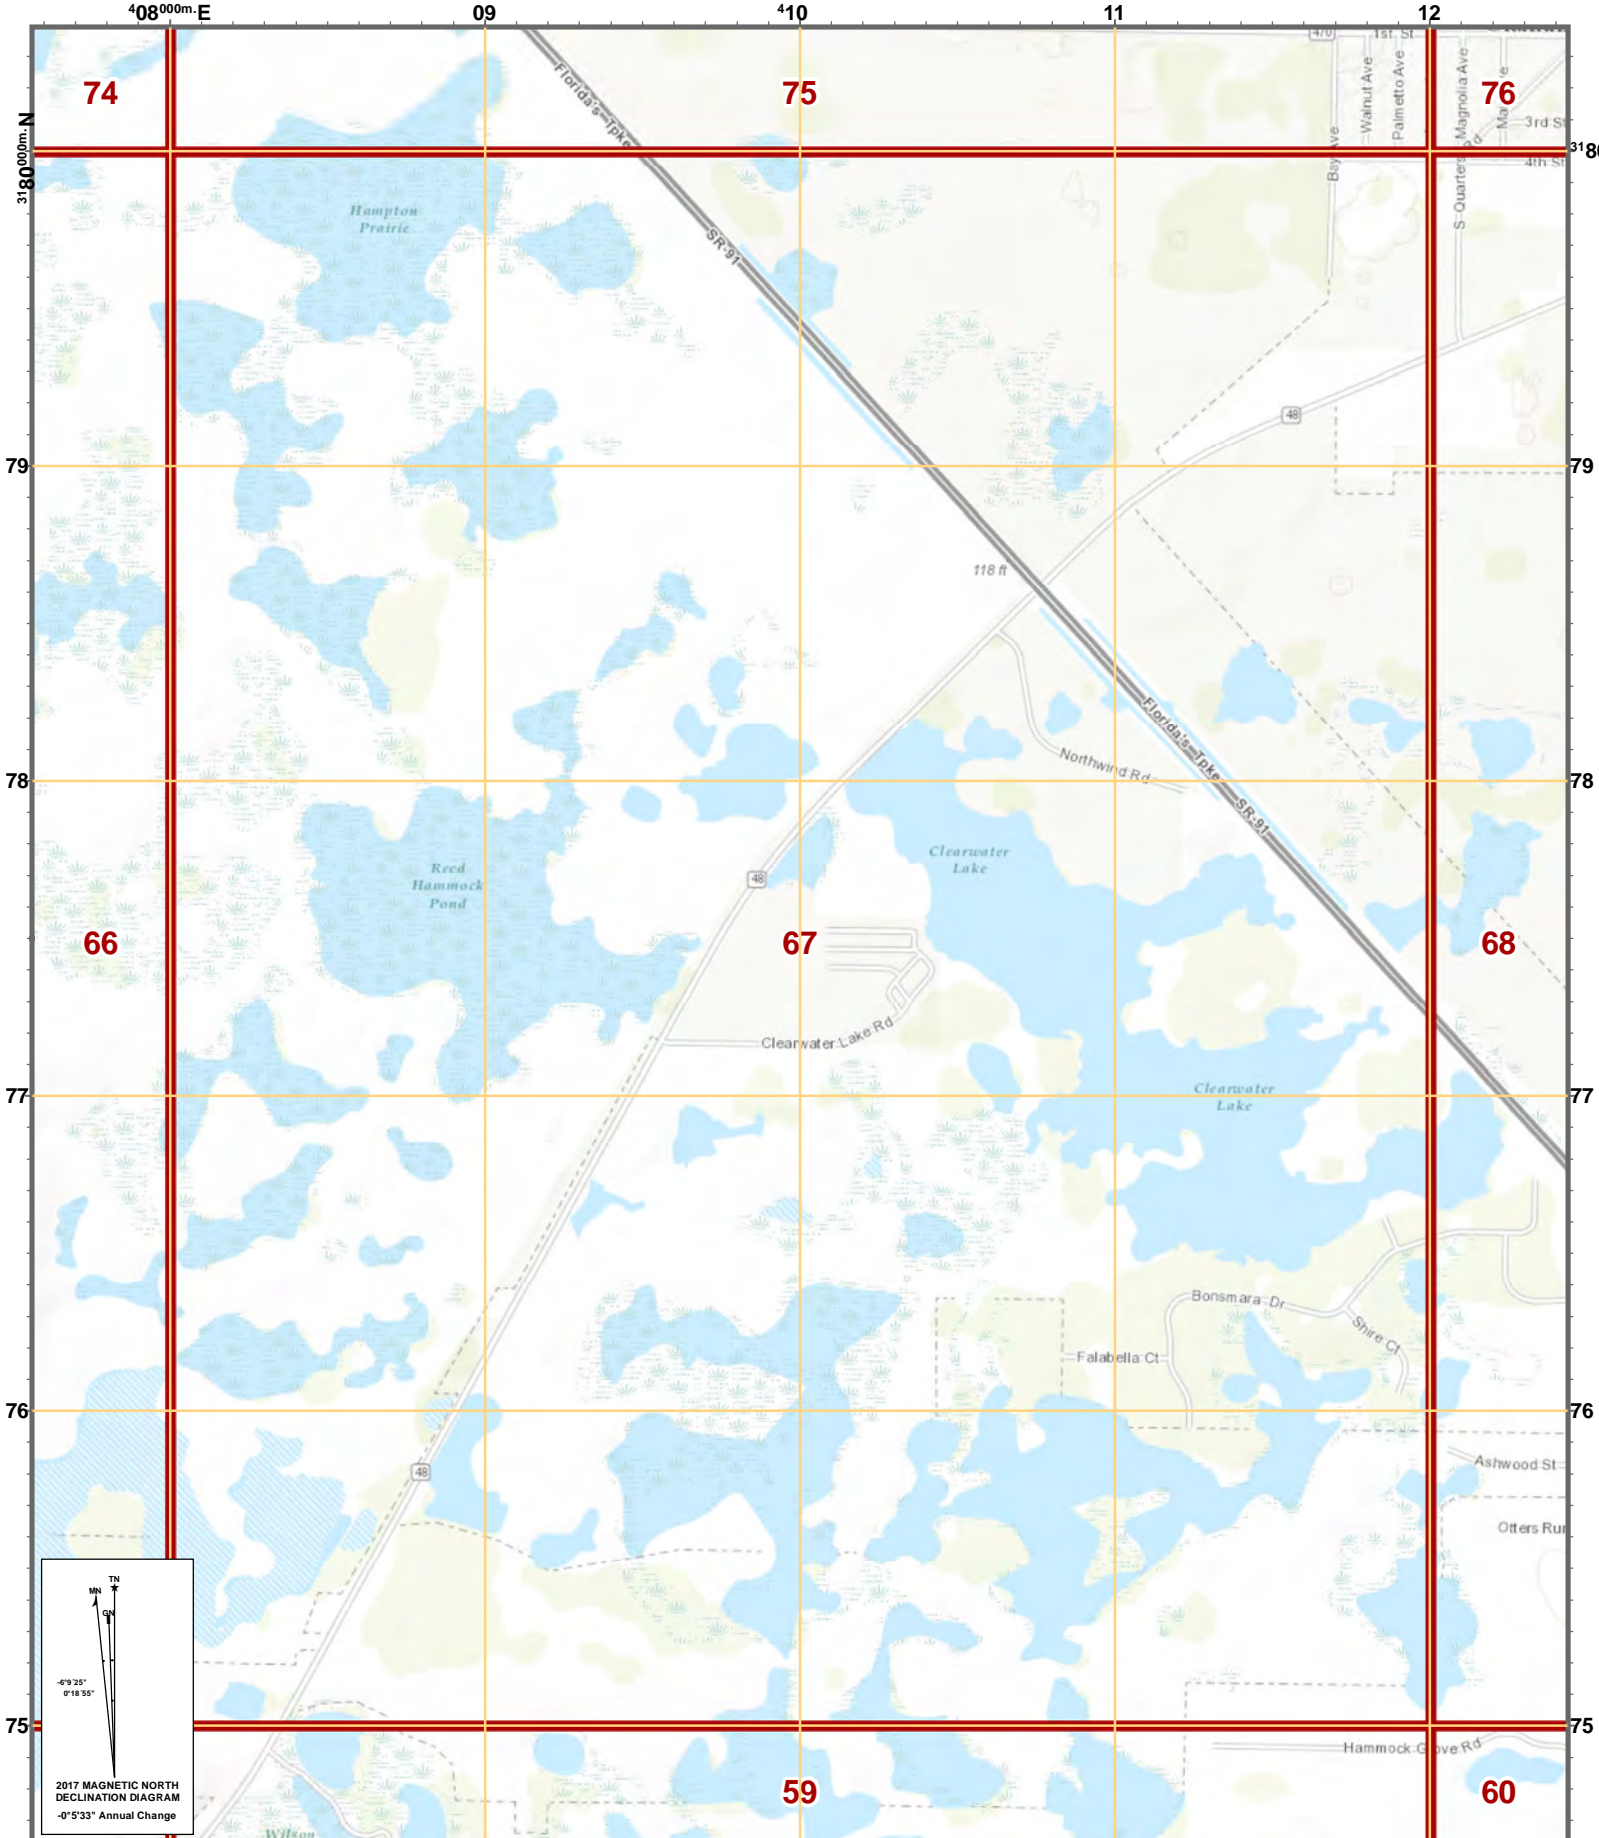 408000m. E
09
410
11
12
470
1st St
74
75
76
Florida's Tpke
Walnut Ave
Palmetto Ave
S Quarters
Magnolia Ave
Rd
3rd St
4th St
Bay Ave
3180000m. N
Hampton
Prairie
SR-91
48
79
79
118 ft
Florida's Tpke
Northwind Rd
78
78
SR-91
Clearwater
Lake
Reed
Hammock
Pond
48
66
67
68
Clearwater Lake Rd
77
77
Clearwater
Lake
Bonsmara Dr
Shire Ct
Falabella Ct
76
76
48
Ashwood St
Otters Run
TN
MN
GN
-6°9'25"
0°18'55"
75
75
Hammock Grove Rd
2017 MAGNETIC NORTH
DECLINATION DIAGRAM
-0°5'33" Annual Change
59
60
Wilson